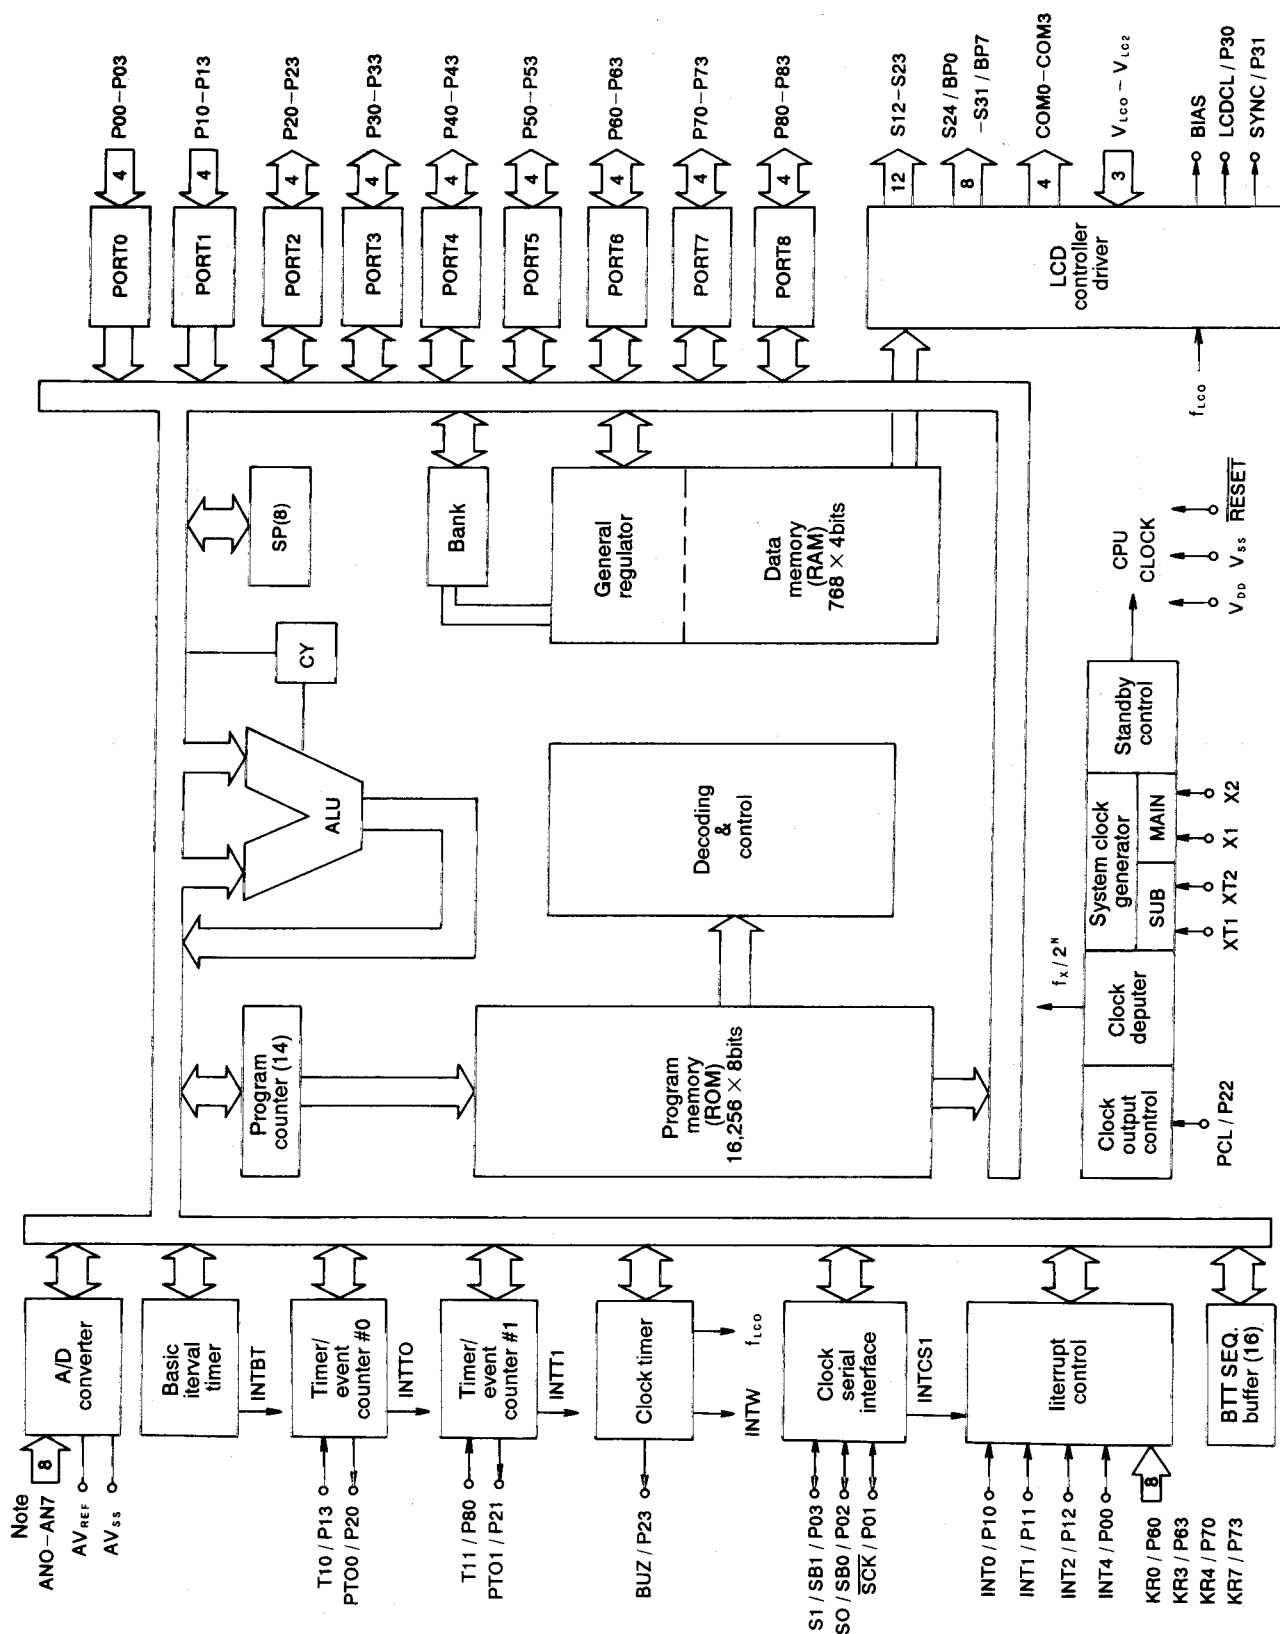 Note
ANO-AN7
8
AVREF
AVSS
A/D
converter
Basic
iterval
timer
INTBT
T10 / P13
PTO0 / P20
Timer/
event
counter #0
INTTO
T11 / P80
PTO1 / P21
Timer/
event
counter #1
INTT1
BUZ / P23
Clock timer
INTW
fLCO
S1 / SB1 / P03
SO / SB0 / P02
SCK / P01
Clock
serial
interface
INTCS1
INT0 / P10
INT1 / P11
INT2 / P12
INT4 / P00
KR0 / P60
KR3 / P63
KR4 / P70
KR7 / P73
8
Iiterrupt
control
BTT SEQ.
buffer (16)
Program
counter (14)
ALU
CY
SP(8)
Program
memory
(ROM)
16,256 × 8bits
Decoding
&
control
Bank
General
regulator
Data
memory
(RAM)
768 × 4bits
PORT0
4
P00-P03
PORT1
4
P10-P13
PORT2
4
P20-P23
PORT3
4
P30-P33
PORT4
4
P40-P43
PORT5
4
P50-P53
PORT6
4
P60-P63
PORT7
4
P70-P73
PORT8
4
P80-P83
LCD
controller
driver
12
S12-S23
8
S24 / BP0
-S31 / BP7
4
COM0-COM3
3
VLCO - VLC2
BIAS
LCDCL / P30
SYNC / P31
fLCO
Clock
output
control
PCL / P22
Clock
deputer
fX / 2N
System clock
generator
SUB
MAIN
XT1
XT2
X1
X2
Standby
control
CPU
CLOCK
VDD
VSS
RESET